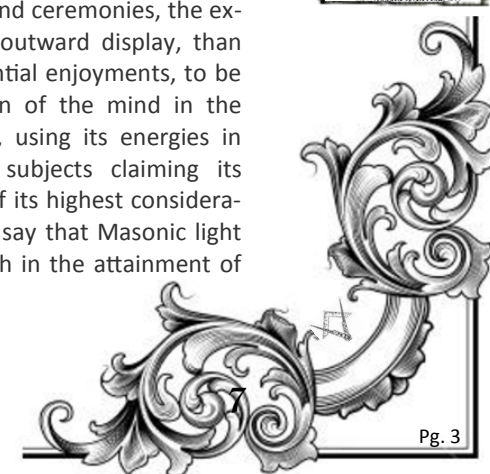 nd ceremonies, the ex-
outward display, than
ntial enjoyments, to be
n of the mind in the
, using its energies in
subjects claiming its
f its highest considera-
say that Masonic light
h in the attainment of
7
Pg. 3